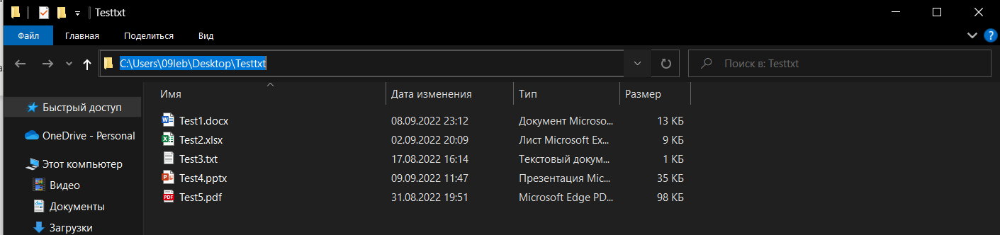 Testtxt
Файл Главная Поделиться Вид
C:\Users\09leb\Desktop\Testtxt Поиск в: Testtxt
Имя Дата изменения Тип Размер
Быстрый доступ
OneDrive - Personal
Этот компьютер
Видео
Документы
Загрузки
Test1.docx 08.09.2022 23:12 Документ Microso... 13 КБ
Test2.xlsx 02.09.2022 20:09 Лист Microsoft Ex... 9 КБ
Test3.txt 17.08.2022 16:14 Текстовый докум... 1 КБ
Test4.pptx 09.09.2022 11:47 Презентация Mic... 35 КБ
Test5.pdf 31.08.2022 19:51 Microsoft Edge PD... 98 КБ